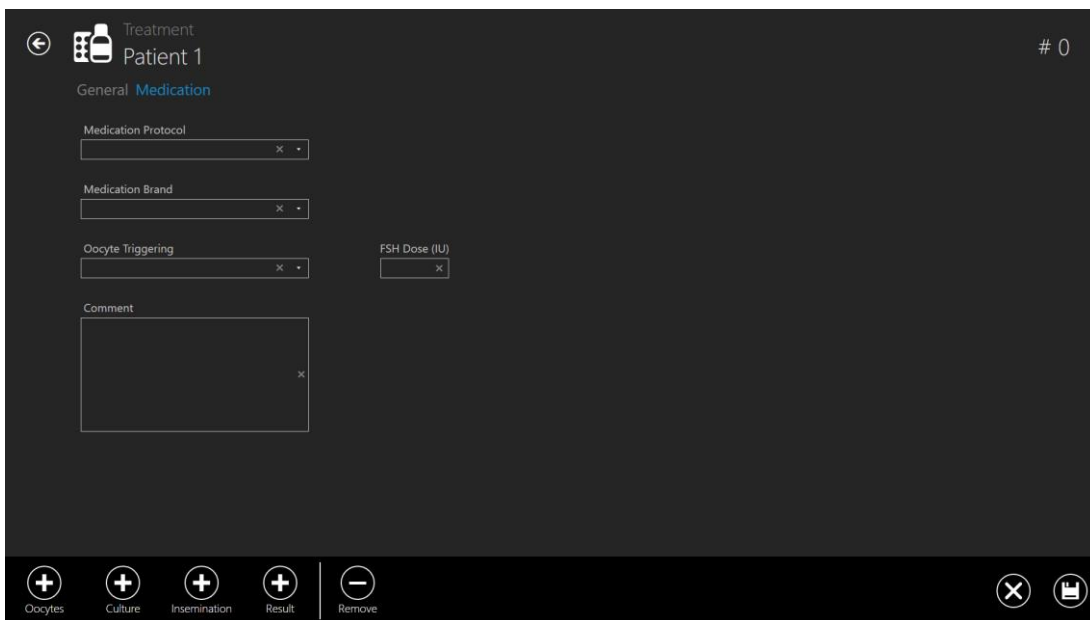 Treatment
Patient 1
# 0
General Medication
Medication Protocol
Medication Brand
Oocyte Triggering
FSH Dose (IU)
Comment
Oocytes
Culture
Insemination
Result
Remove